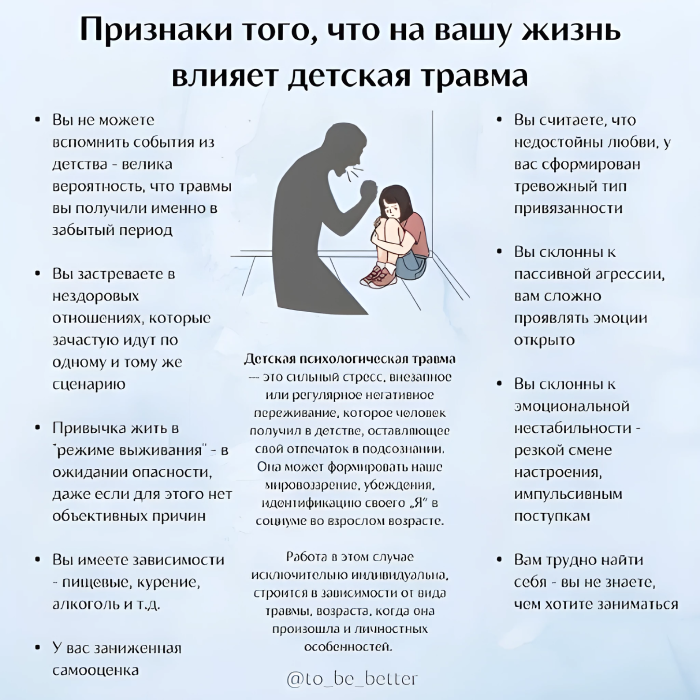 Признаки того, что на вашу жизнь
влияет детская травма
• Вы не можете
вспомнить события из
детства - велика
вероятность, что травмы
вы получили именно в
забытый период
• Вы застреваете в
нездоровых
отношениях, которые
зачастую идут по
одному и тому же
сценарию
• Привычка жить в
"режиме выживания" - в
ожидании опасности,
даже если для этого нет
объективных причин
• Вы имеете зависимости
- пищевые, курение,
алкоголь и т.д.
• У вас заниженная
самооценка
Детская психологическая травма
— это сильный стресс, внезапное
или регулярное негативное
переживание, которое человек
получил в детстве, оставляющее
свой отпечаток в подсознании.
Она может формировать наше
мировоззрение, убеждения,
идентификацию своего „Я” в
социуме во взрослом возрасте.
Работа в этом случае
исключительно индивидуальна,
строится в зависимости от вида
травмы, возраста, когда она
произошла и личностных
особенностей.
@to_be_better
• Вы считаете, что
недостойны любви, у
вас сформирован
тревожный тип
привязанности
• Вы склонны к
пассивной агрессии,
вам сложно
проявлять эмоции
открыто
• Вы склонны к
эмоциональной
нестабильности -
резкой смене
настроения,
импульсивным
поступкам
• Вам трудно найти
себя - вы не знаете,
чем хотите заниматься